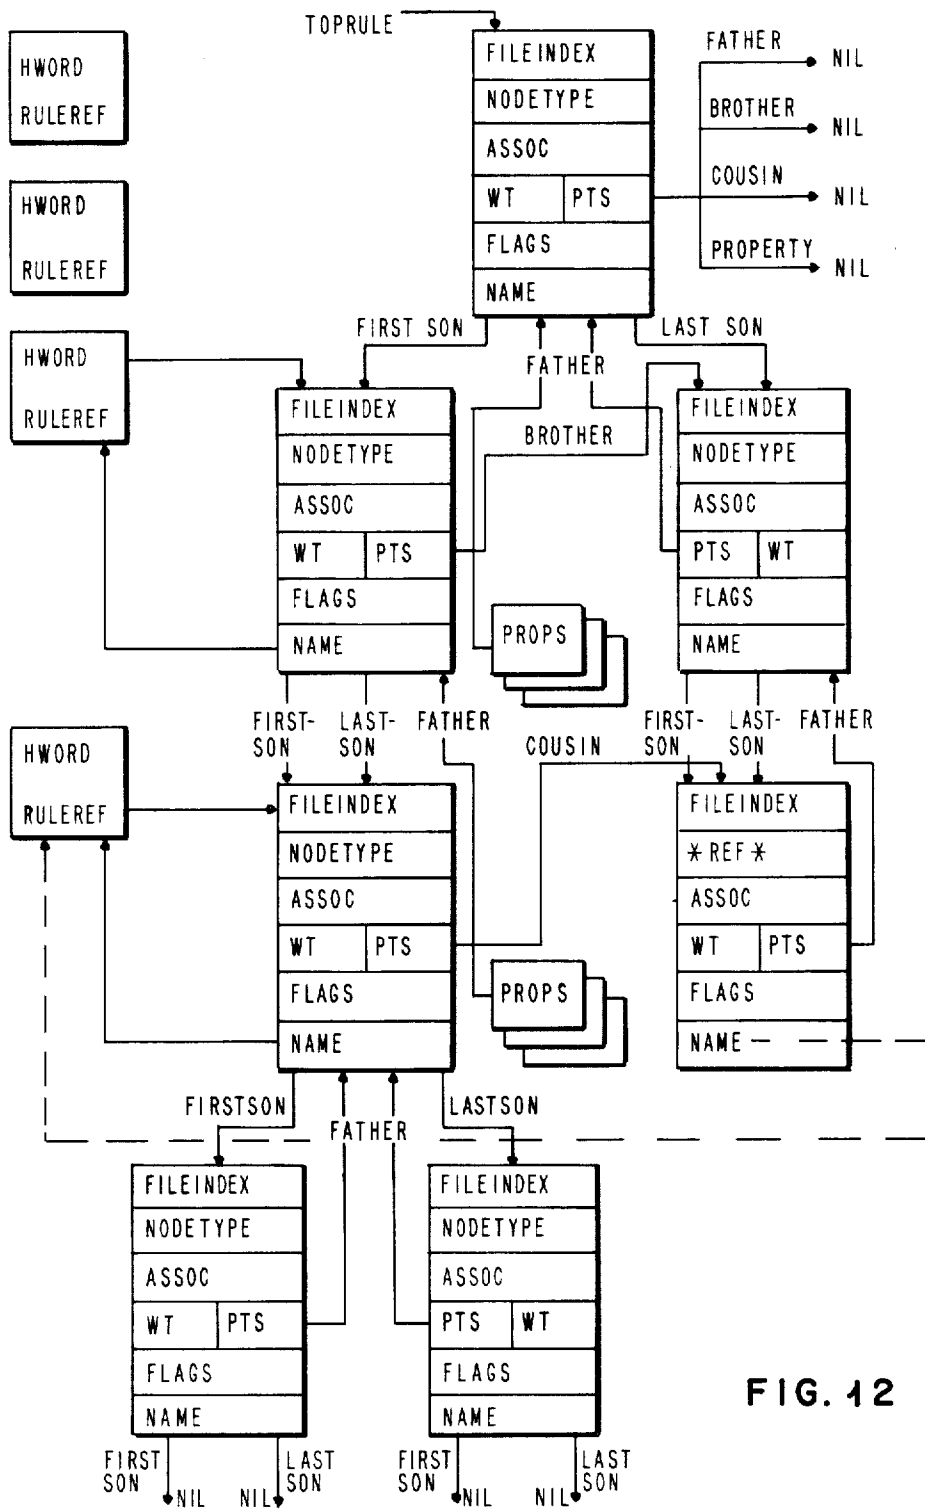 TOPRULE
HWORD
RULEREF
FILEINDEX
NODETYPE
ASSOC
WT PTS
FLAGS
NAME
FATHER NIL
BROTHER NIL
COUSIN NIL
PROPERTY NIL
HWORD
RULEREF
FIRST SON
LAST SON
FATHER
BROTHER
HWORD
RULEREF
FILEINDEX
NODETYPE
ASSOC
WT PTS
FLAGS
NAME
FILEINDEX
NODETYPE
ASSOC
PTS WT
FLAGS
NAME
PROPS
FIRST-
SON
LAST-
SON
FATHER
COUSIN
FIRST-
SON
LAST-
SON
FATHER
HWORD
RULEREF
FILEINDEX
NODETYPE
ASSOC
WT PTS
FLAGS
NAME
FILEINDEX
*REF*
ASSOC
WT PTS
FLAGS
NAME
PROPS
FIRSTSON
FATHER
LASTSON
FILEINDEX
NODETYPE
ASSOC
WT PTS
FLAGS
NAME
FILEINDEX
NODETYPE
ASSOC
PTS WT
FLAGS
NAME
FIRST
SON
NIL
LAST
SON
NIL
FIRST
SON
NIL
LAST
SON
NIL
FIG. 12